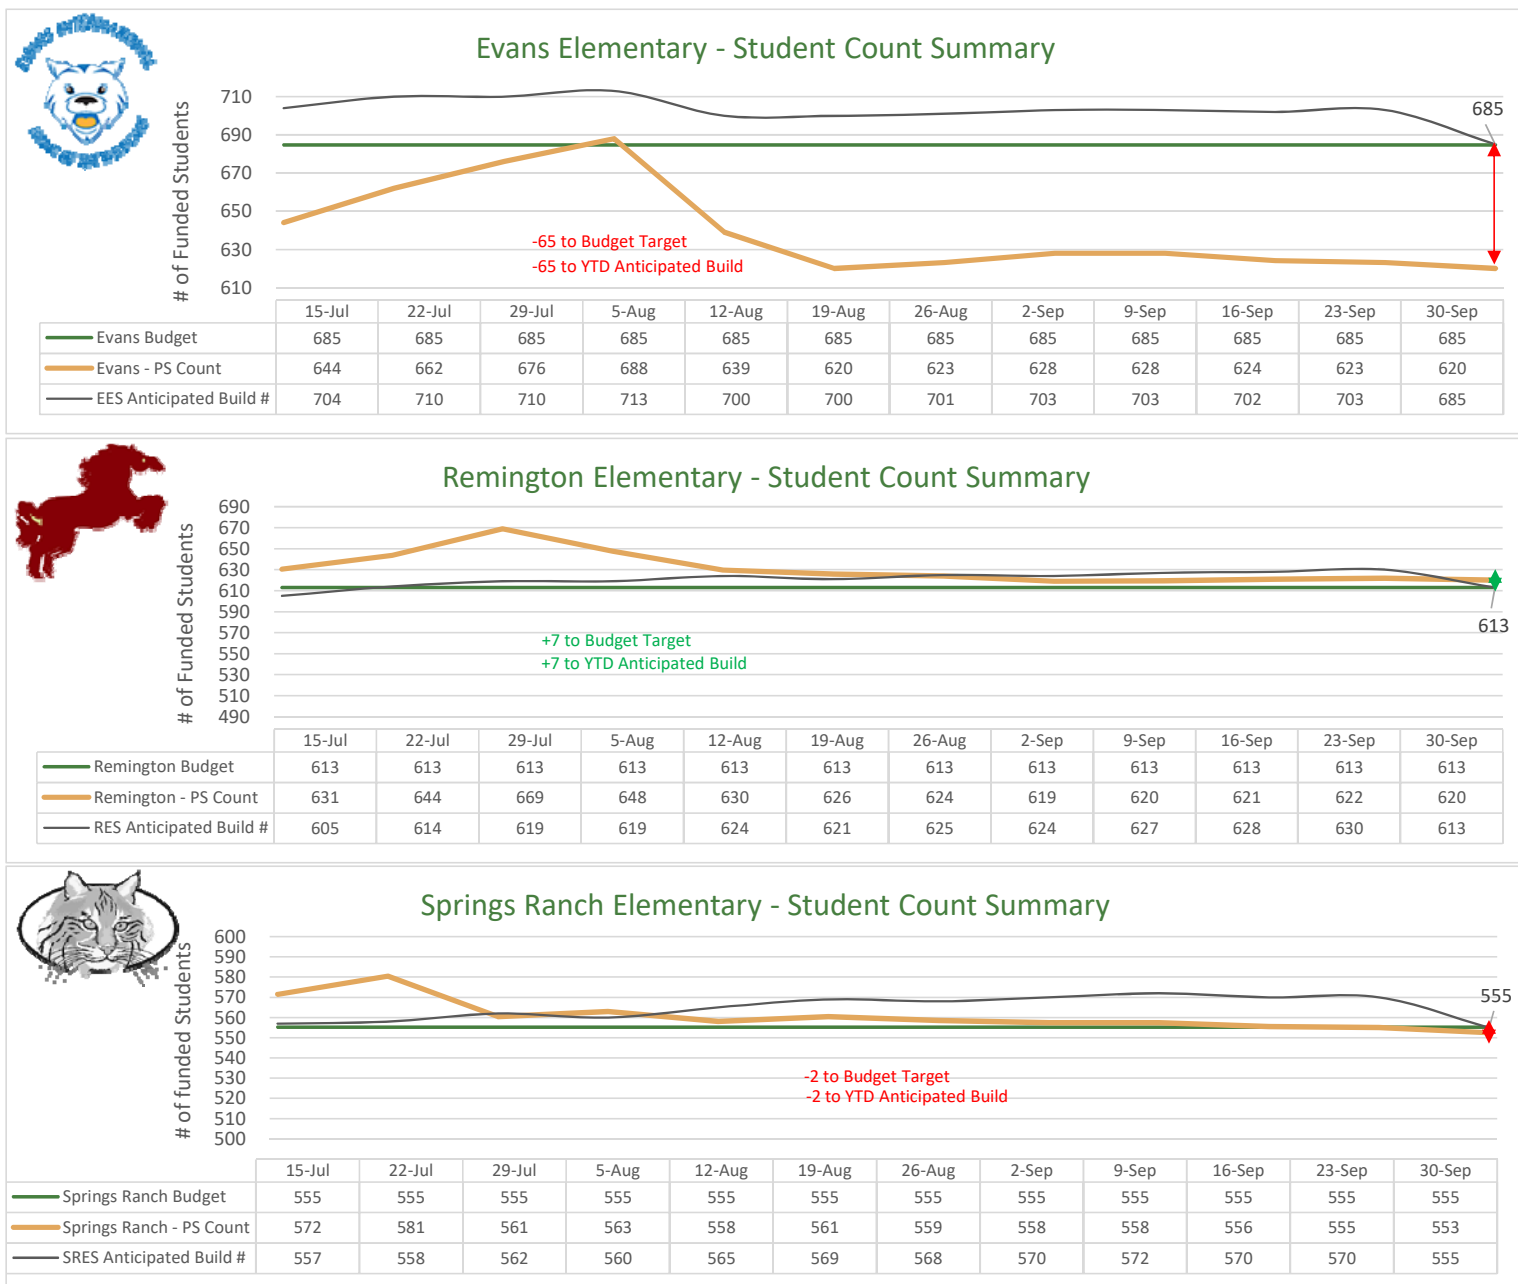 Evans Elementary - Student Count Summary
# of Funded Students
710
690
670
650
630
610
685
-65 to Budget Target
-65 to YTD Anticipated Build
15-Jul 22-Jul 29-Jul 5-Aug 12-Aug 19-Aug 26-Aug 2-Sep 9-Sep 16-Sep 23-Sep 30-Sep
Evans Budget 685 685 685 685 685 685 685 685 685 685 685 685
Evans - PS Count 644 662 676 688 639 620 623 628 628 624 623 620
EES Anticipated Build # 704 710 710 713 700 700 701 703 703 702 703 685
Remington Elementary - Student Count Summary
# of Funded Students
690
670
650
630
610
590
570
550
530
510
490
613
+7 to Budget Target
+7 to YTD Anticipated Build
15-Jul 22-Jul 29-Jul 5-Aug 12-Aug 19-Aug 26-Aug 2-Sep 9-Sep 16-Sep 23-Sep 30-Sep
Remington Budget 613 613 613 613 613 613 613 613 613 613 613 613
Remington - PS Count 631 644 669 648 630 626 624 619 620 621 622 620
RES Anticipated Build # 605 614 619 619 624 621 625 624 627 628 630 613
Springs Ranch Elementary - Student Count Summary
# of funded Students
600
590
580
570
560
550
540
530
520
510
500
555
-2 to Budget Target
-2 to YTD Anticipated Build
15-Jul 22-Jul 29-Jul 5-Aug 12-Aug 19-Aug 26-Aug 2-Sep 9-Sep 16-Sep 23-Sep 30-Sep
Springs Ranch Budget 555 555 555 555 555 555 555 555 555 555 555 555
Springs Ranch - PS Count 572 581 561 563 558 561 559 558 558 556 555 553
SRES Anticipated Build # 557 558 562 560 565 569 568 570 572 570 570 555